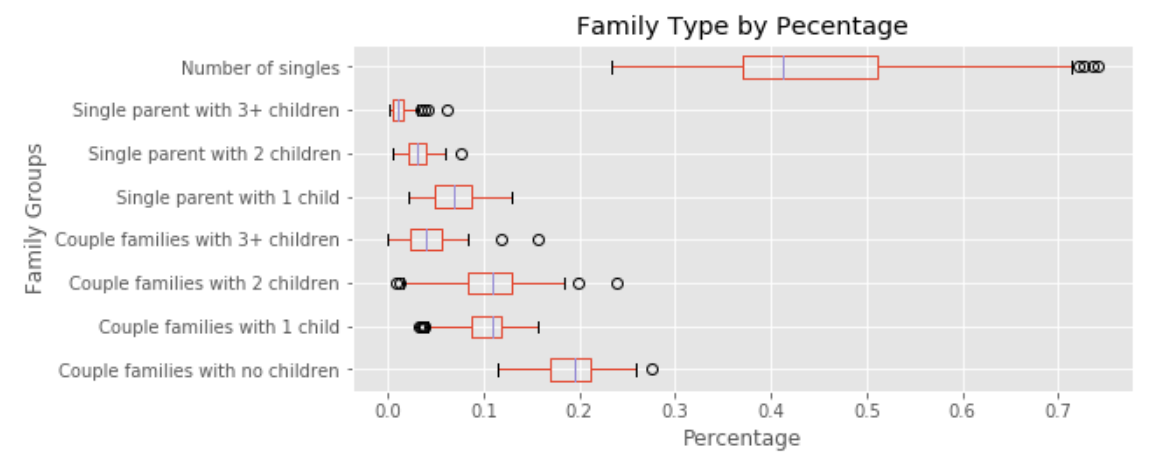 Family Type by Pecentage
Family Groups
Number of singles
Single parent with 3+ children
Single parent with 2 children
Single parent with 1 child
Couple families with 3+ children
Couple families with 2 children
Couple families with 1 child
Couple families with no children
0.0 0.1 0.2 0.3 0.4 0.5 0.6 0.7
Percentage